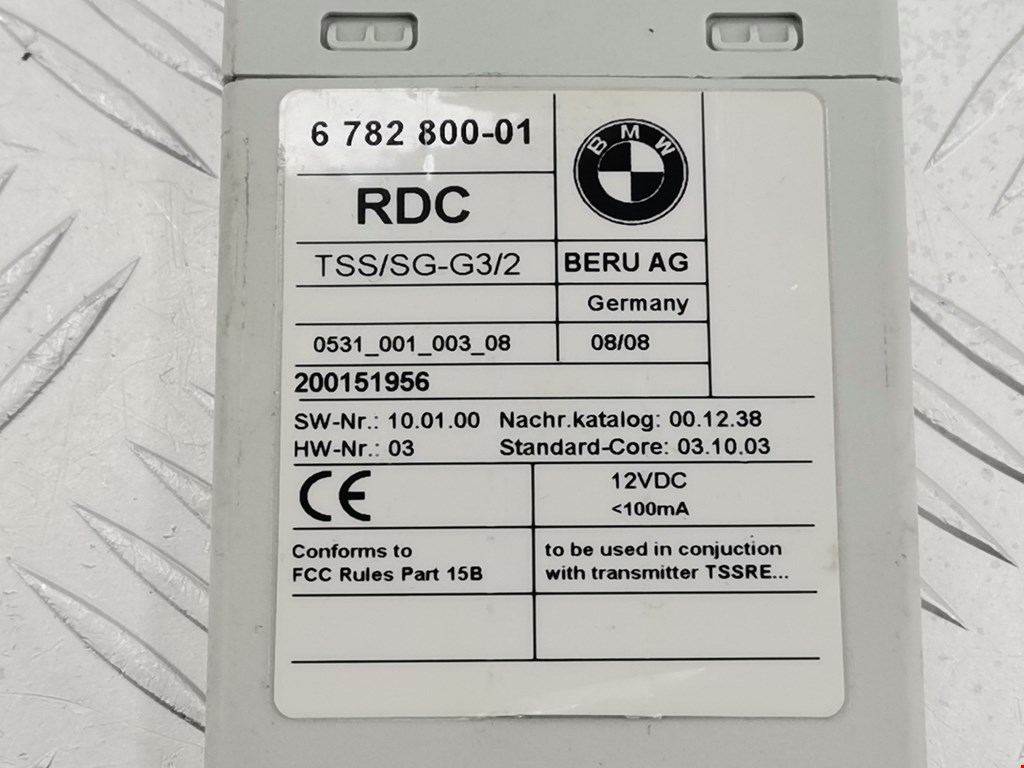 6 782 800-01
BMW
RDC
TSS/SG-G3/2
BERU AG
Germany
0531_001_003_08
08/08
200151956
SW-Nr.: 10.01.00 Nachr.katalog: 00.12.38
HW-Nr.: 03 Standard-Core: 03.10.03
CE
12VDC
<100mA
Conforms to
FCC Rules Part 15B
to be used in conjuction
with transmitter TSSRE...